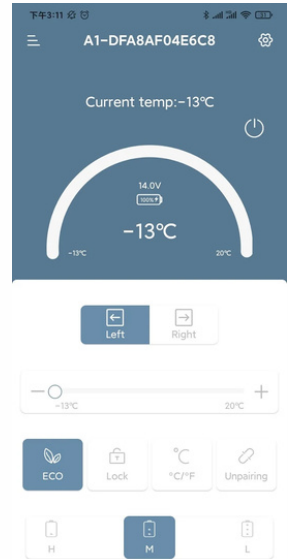 下午3:11
A1-DFA8AF04E6C8
Current temp:-13℃
14.0V
100%
-13℃
-13℃ 20℃
Left Right
-13℃ 20℃
ECO Lock °C/°F Unpairing
H M L